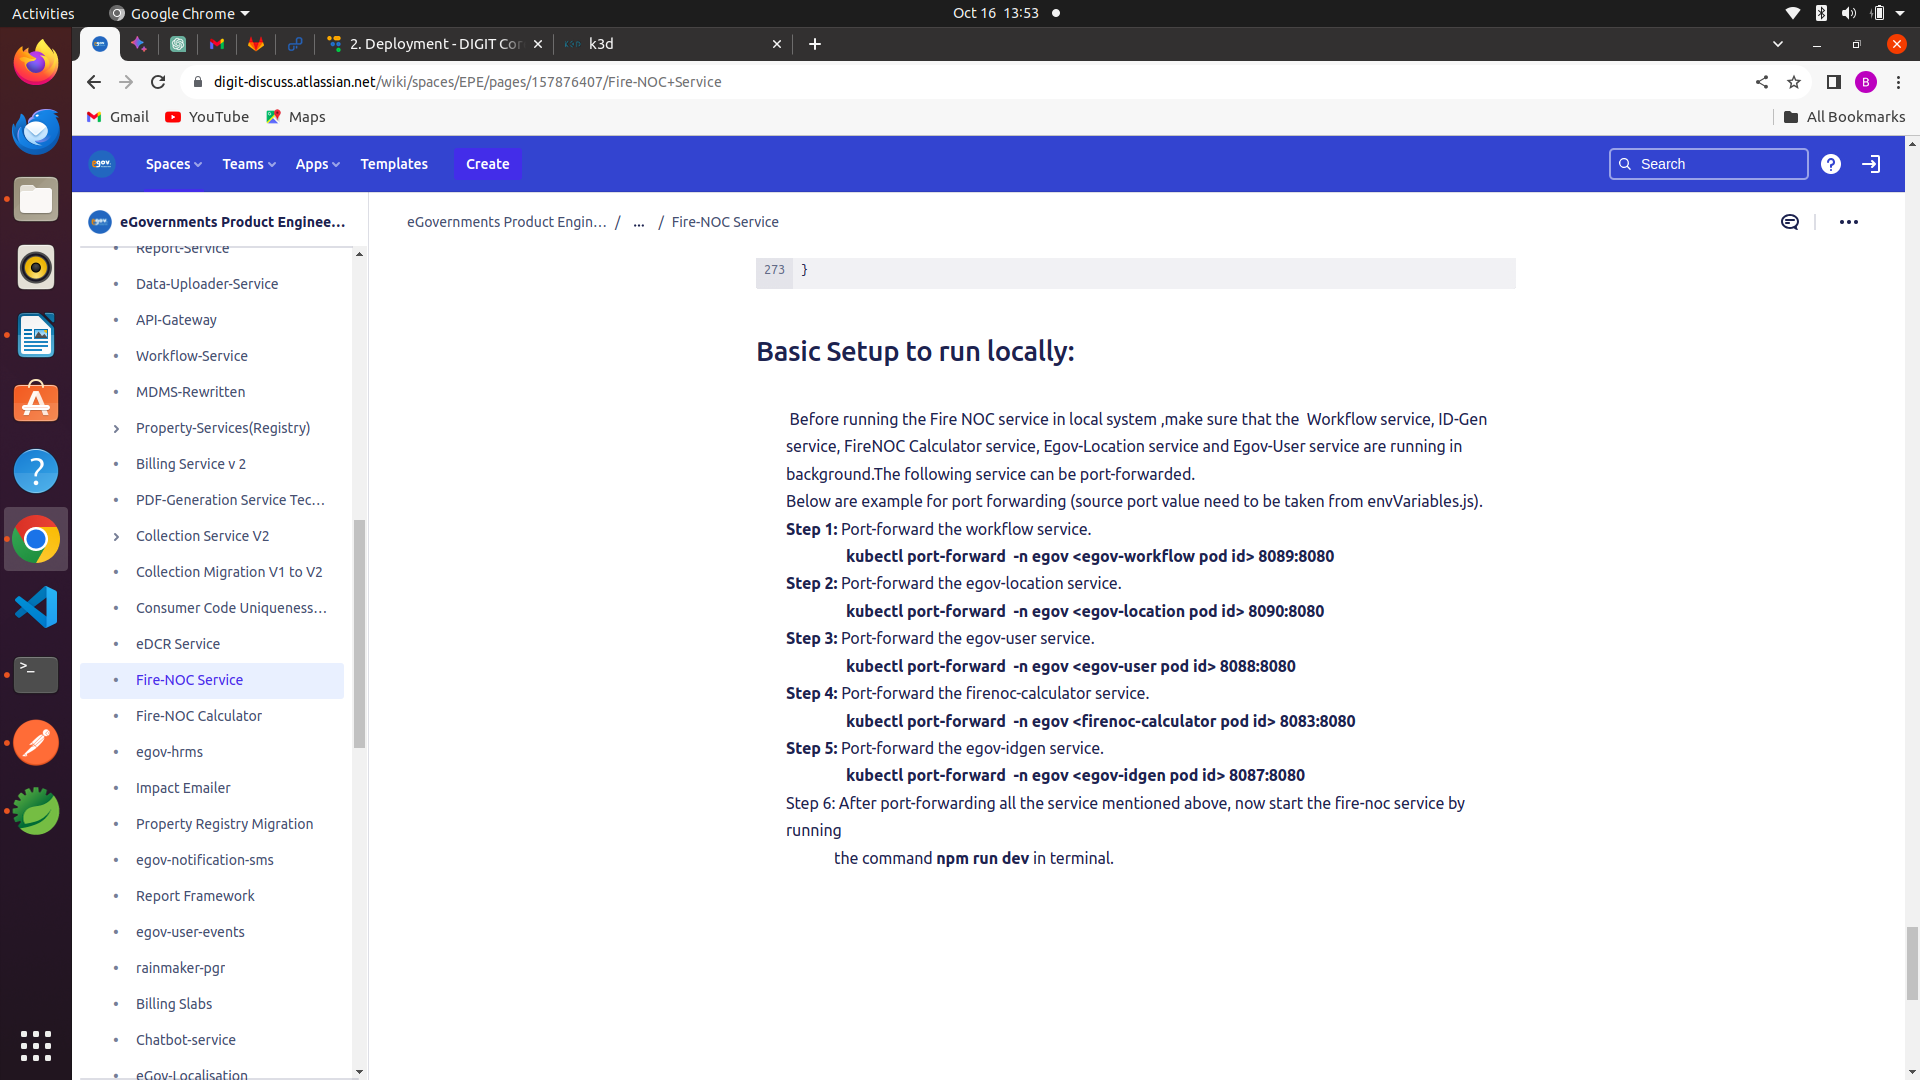 Activities
Google Chrome
Oct 16 13:53
2. Deployment - DIGIT Cor
k3d
digit-discuss.atlassian.net/wiki/spaces/EPE/pages/157876407/Fire-NOC+Service
B
Gmail
YouTube
Maps
All Bookmarks
egov
Spaces
Teams
Apps
Templates
Create
Search
eGovernments Product Enginee...
eGovernments Product Engin... / ... / Fire-NOC Service
Report-Service
Data-Uploader-Service
API-Gateway
Workflow-Service
MDMS-Rewritten
Property-Services(Registry)
Billing Service v 2
PDF-Generation Service Tec...
Collection Service V2
Collection Migration V1 to V2
Consumer Code Uniqueness...
eDCR Service
Fire-NOC Service
Fire-NOC Calculator
egov-hrms
Impact Emailer
Property Registry Migration
egov-notification-sms
Report Framework
egov-user-events
rainmaker-pgr
Billing Slabs
Chatbot-service
eGov-Localisation
273 }
Basic Setup to run locally:
Before running the Fire NOC service in local system ,make sure that the Workflow service, ID-Gen
service, FireNOC Calculator service, Egov-Location service and Egov-User service are running in
background.The following service can be port-forwarded.
Below are example for port forwarding (source port value need to be taken from envVariables.js).
Step 1: Port-forward the workflow service.
kubectl port-forward -n egov <egov-workflow pod id> 8089:8080
Step 2: Port-forward the egov-location service.
kubectl port-forward -n egov <egov-location pod id> 8090:8080
Step 3: Port-forward the egov-user service.
kubectl port-forward -n egov <egov-user pod id> 8088:8080
Step 4: Port-forward the firenoc-calculator service.
kubectl port-forward -n egov <firenoc-calculator pod id> 8083:8080
Step 5: Port-forward the egov-idgen service.
kubectl port-forward -n egov <egov-idgen pod id> 8087:8080
Step 6: After port-forwarding all the service mentioned above, now start the fire-noc service by
running
the command npm run dev in terminal.